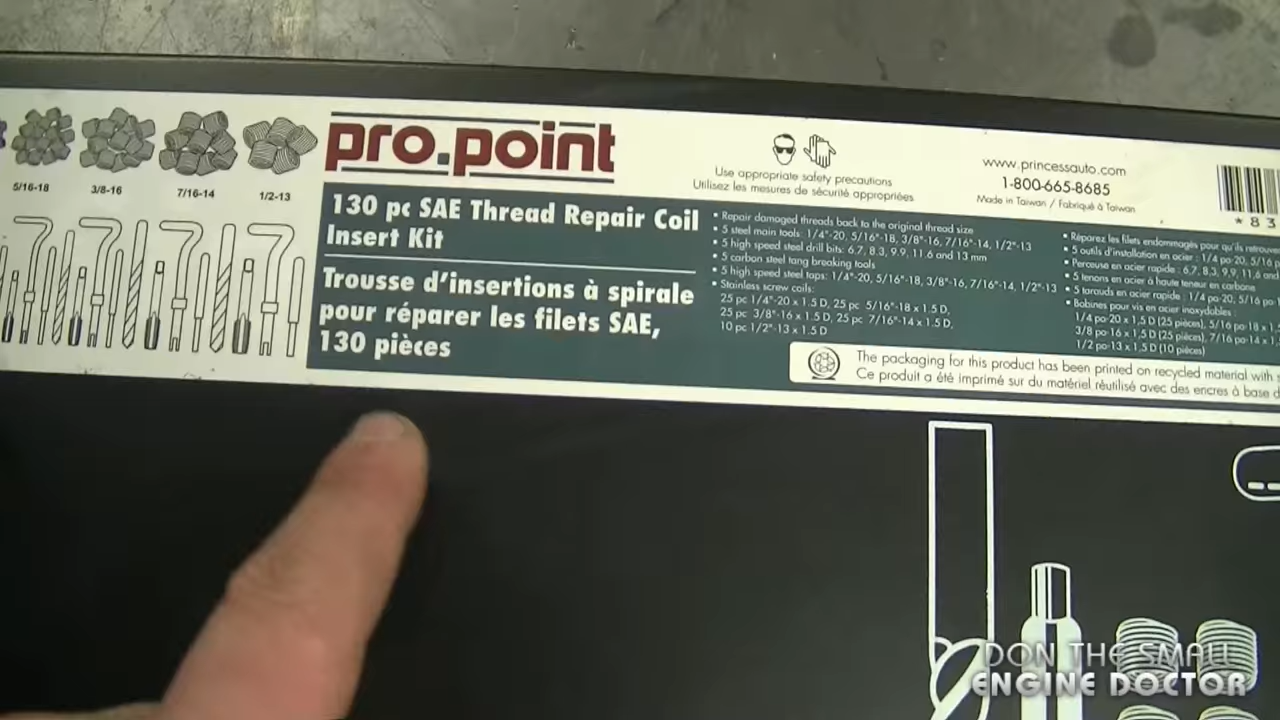 5/16-18
3/8-16
7/16-14
1/2-13
pro.point
130 pc SAE Thread Repair Coil
Insert Kit
Trousse d'insertions à spirale
pour réparer les filets SAE,
130 pièces
Use appropriate safety precautions
Utilisez les mesures de sécurité appropriées
www.princessauto.com
1-800-665-8685
Made in Taiwan / Fabriqué à Taiwan
* 8 3
• Repair damaged threads back to the original thread size
• 5 steel main tools: 1/4"-20, 5/16"-18, 3/8"-16, 7/16"-14, 1/2"-13
• 5 high speed steel drill bits: 6.7, 8.3, 9.9, 11.6 and 13 mm
• 5 carbon steel tang breaking tools
• 5 high speed steel taps: 1/4"-20, 5/16"-18, 3/8"-16, 7/16"-14, 1/2"-13
• Stainless screw coils:
25 pc 1/4"-20 x 1.5 D, 25 pc 5/16"-18 x 1.5 D,
25 pc 3/8"-16 x 1.5 D, 25 pc 7/16"-14 x 1.5 D,
10 pc 1/2"-13 x 1.5 D
• Réparez les filets endommagés pour qu'ils
• 5 outils d'installation en acier : 1/4 po-20, 5/16
• Perceuse en acier rapide : 6,7, 8,3, 9,9, 11,6 and
• 5 tenons en acier à haute teneur en carbone
• 5 tarauds en acier rapide : 1/4 po-20, 5/16 po
• Bobines pour vis en acier inoxydables :
1/4 po-20 x 1,5 D (25 pièces), 5/16 po-18 x 1,
3/8 po-16 x 1,5 D (25 pièces), 7/16 po-14 x 1,
1/2 po-13 x 1,5 D (10 pièces)
The packaging for this product has been printed on recycled material with
Ce produit a été imprimé sur du matériel réutilisé avec des encres à base d
DON THE SMALL
ENGINE DOCTOR